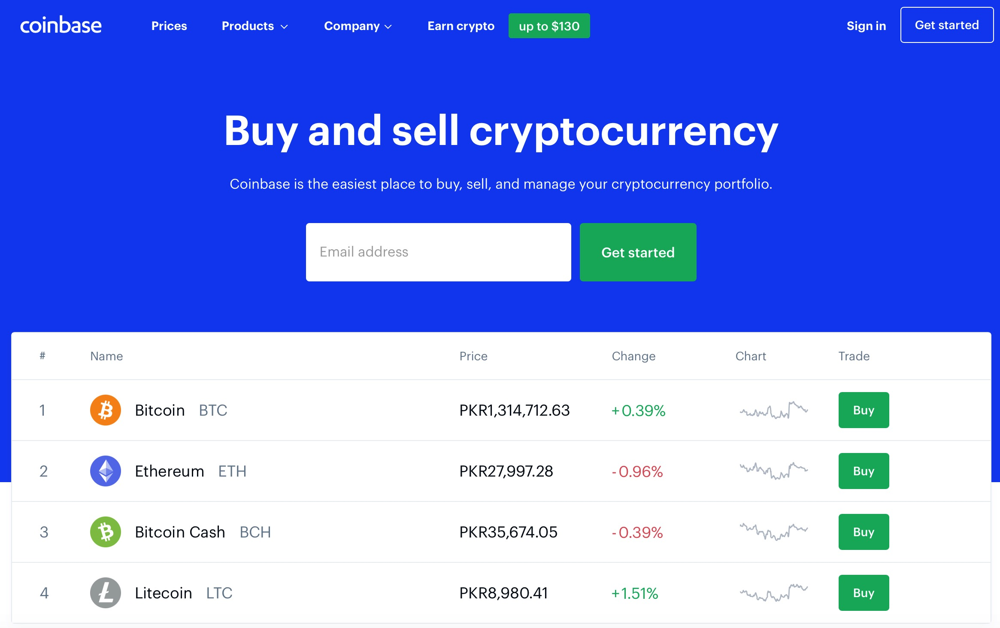 coinbase Prices Products Company Earn crypto up to $130 Sign in Get started
Buy and sell cryptocurrency
Coinbase is the easiest place to buy, sell, and manage your cryptocurrency portfolio.
Email address Get started
# Name Price Change Chart Trade
1 Bitcoin BTC PKR1,314,712.63 +0.39% Buy
2 Ethereum ETH PKR27,997.28 -0.96% Buy
3 Bitcoin Cash BCH PKR35,674.05 -0.39% Buy
4 Litecoin LTC PKR8,980.41 +1.51% Buy